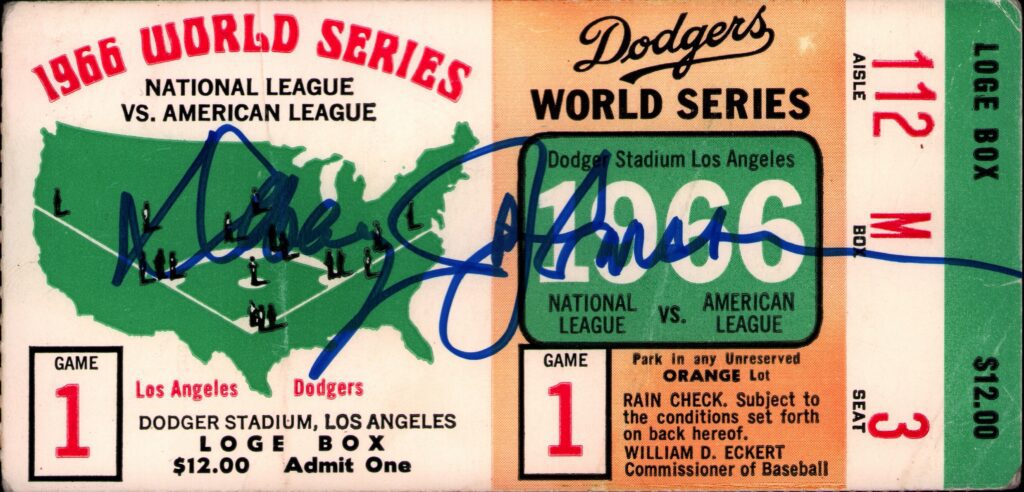 1966 WORLD SERIES
NATIONAL LEAGUE
VS. AMERICAN LEAGUE
GAME
1
Los Angeles Dodgers
DODGER STADIUM, LOS ANGELES
LOGE BOX
$12.00 Admit One
Dodgers
WORLD SERIES
Dodger Stadium Los Angeles
1966
NATIONAL LEAGUE VS. AMERICAN LEAGUE
GAME
1
Park in any Unreserved
ORANGE Lot
RAIN CHECK. Subject to
the conditions set forth
on back hereof.
WILLIAM D. ECKERT
Commissioner of Baseball
AISLE 112
BOX M
SEAT 3
LOGE BOX $12.00